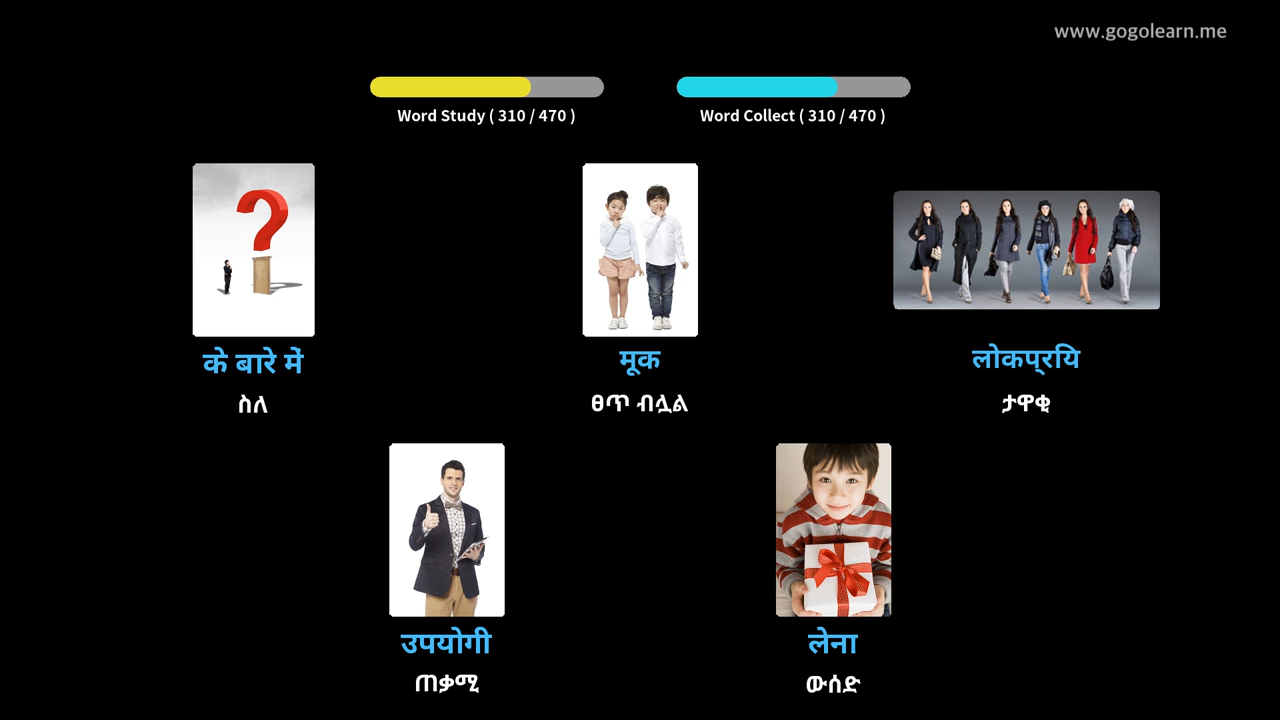 www.gogolearn.me
Word Study ( 310 / 470 )
Word Collect ( 310 / 470 )
के बारे में
ስለ
मूक
ፀጥ ብሏል
लोकप्रयि
ታዋቂ
उपयोगी
ጠቃሚ
लेना
ውሰድ